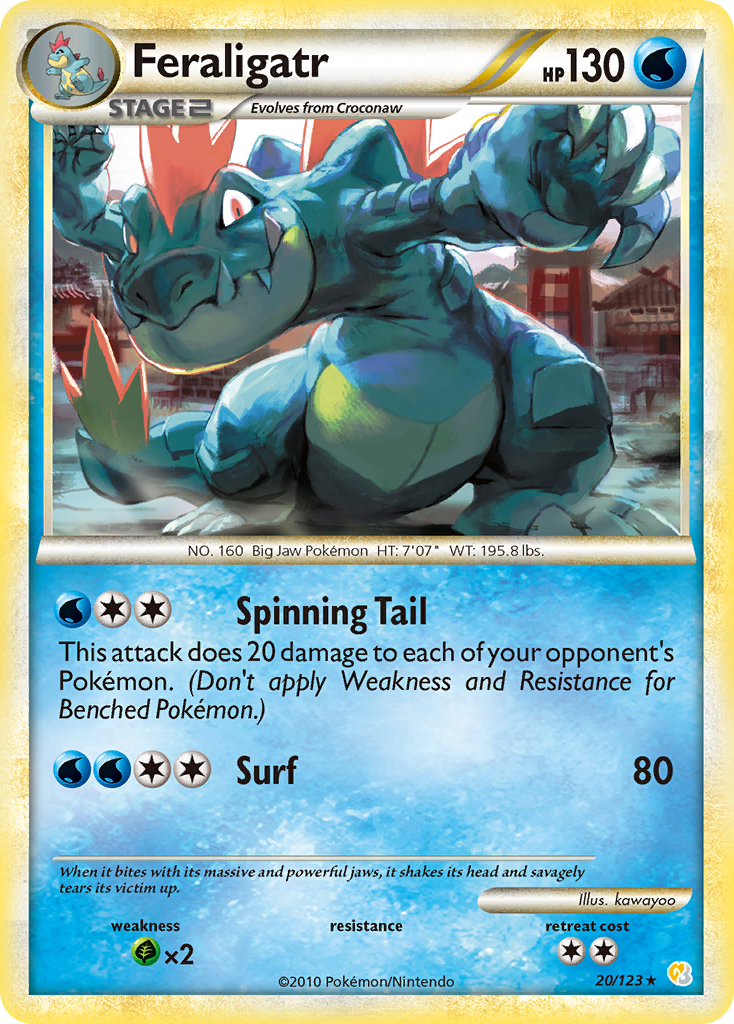 Feraligatr
HP 130
STAGE 2
Evolves from Croconaw
NO. 160 Big Jaw Pokémon HT: 7'07" WT: 195.8 lbs.
Spinning Tail
This attack does 20 damage to each of your opponent's
Pokémon. (Don't apply Weakness and Resistance for
Benched Pokémon.)
Surf 80
When it bites with its massive and powerful jaws, it shakes its head and savagely
tears its victim up.
Illus. kawayoo
weakness resistance retreat cost
×2
©2010 Pokémon/Nintendo
20/123 ★